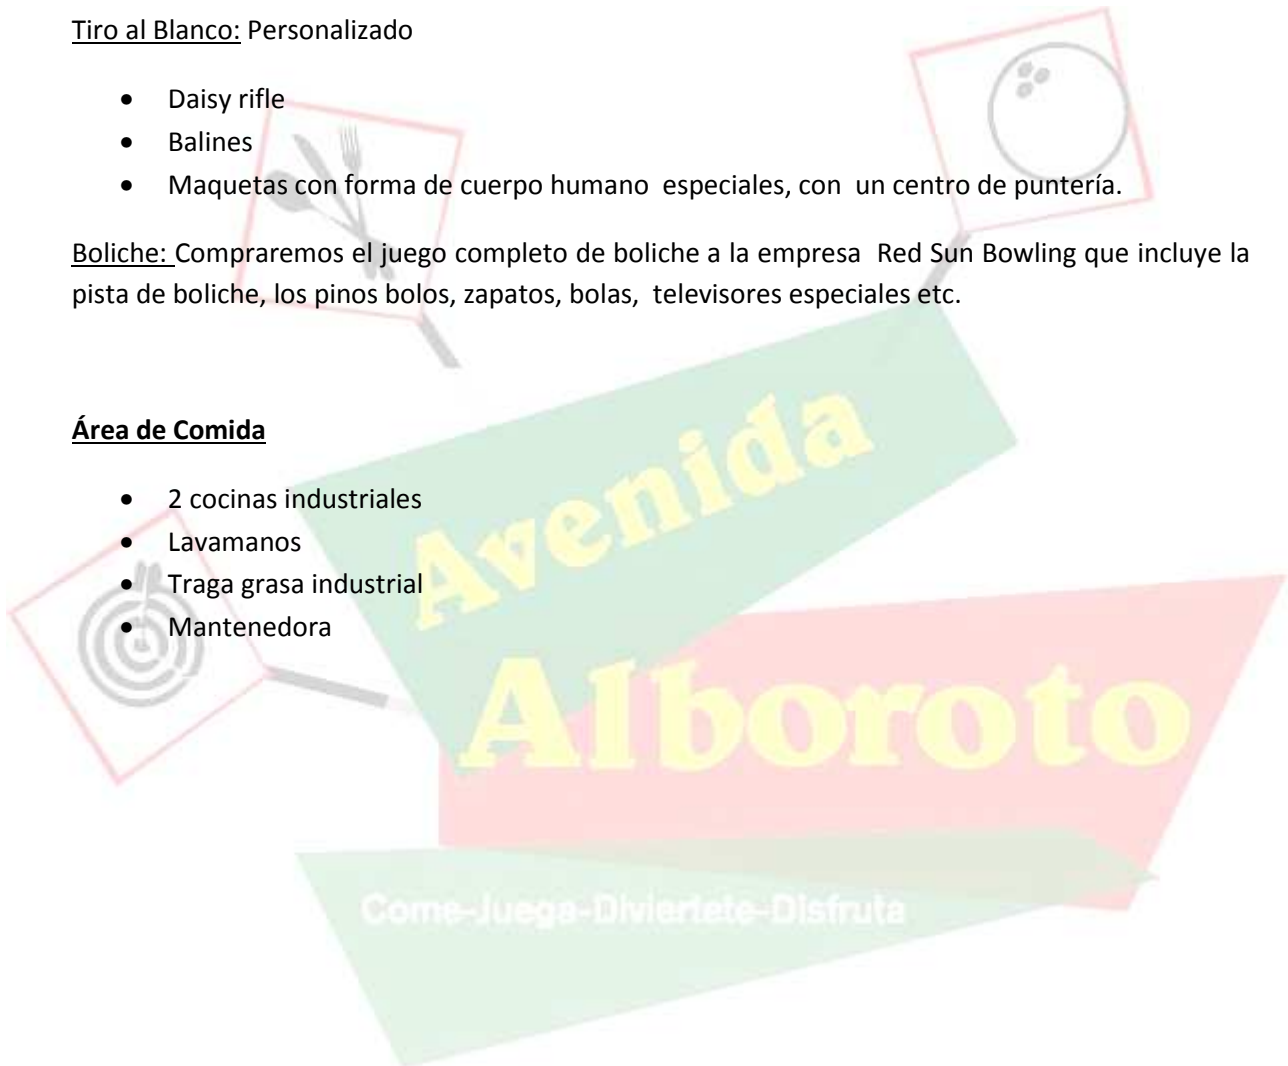 Tiro al Blanco: Personalizado
• Daisy rifle
• Balines
• Maquetas con forma de cuerpo humano  especiales, con  un centro de puntería.
Boliche: Compraremos el juego completo de boliche a la empresa  Red Sun Bowling que incluye la
pista de boliche, los pinos bolos, zapatos, bolas,  televisores especiales etc.
Área de Comida
• 2 cocinas industriales
• Lavamanos
• Traga grasa industrial
• Mantenedora
Avenida
Alboroto
Come-Juega-Diviertete-Disfruta